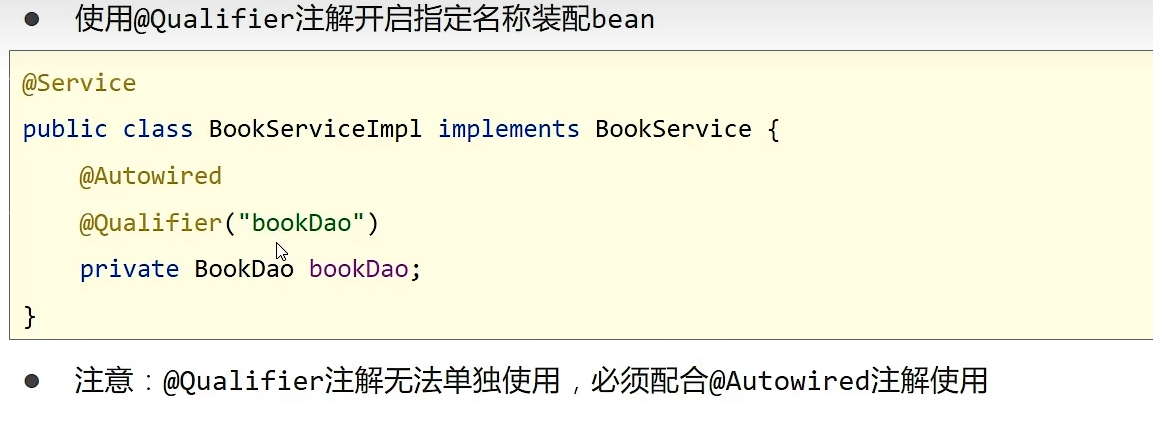 ● 使用@Qualifier注解开启指定名称装配bean
@Service
public class BookServiceImpl implements BookService {
    @Autowired
    @Qualifier("bookDao")
    private BookDao bookDao;
}
● 注意：@Qualifier注解无法单独使用，必须配合@Autowired注解使用